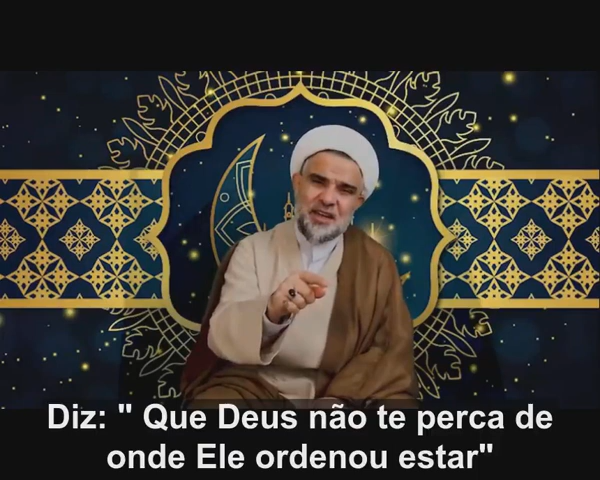 Diz: " Que Deus não te perca de
onde Ele ordenou estar"